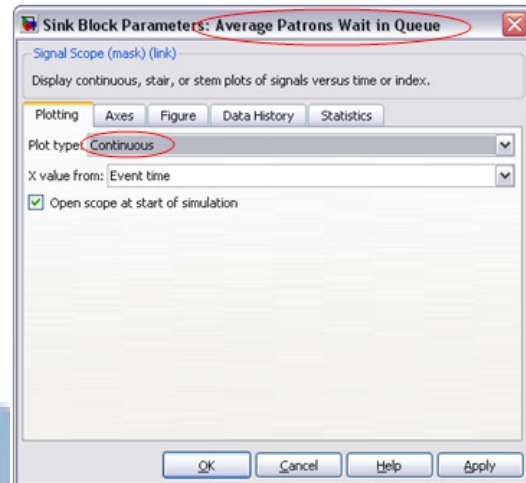 Sink Block Parameters: Average Patrons Wait in Queue
Signal Scope (mask) (link)
Display continuous, stair, or stem plots of signals versus time or index.
Plotting Axes Figure Data History Statistics
Plot type: Continuous
X value from: Event time
Open scope at start of simulation
OK Cancel Help Apply